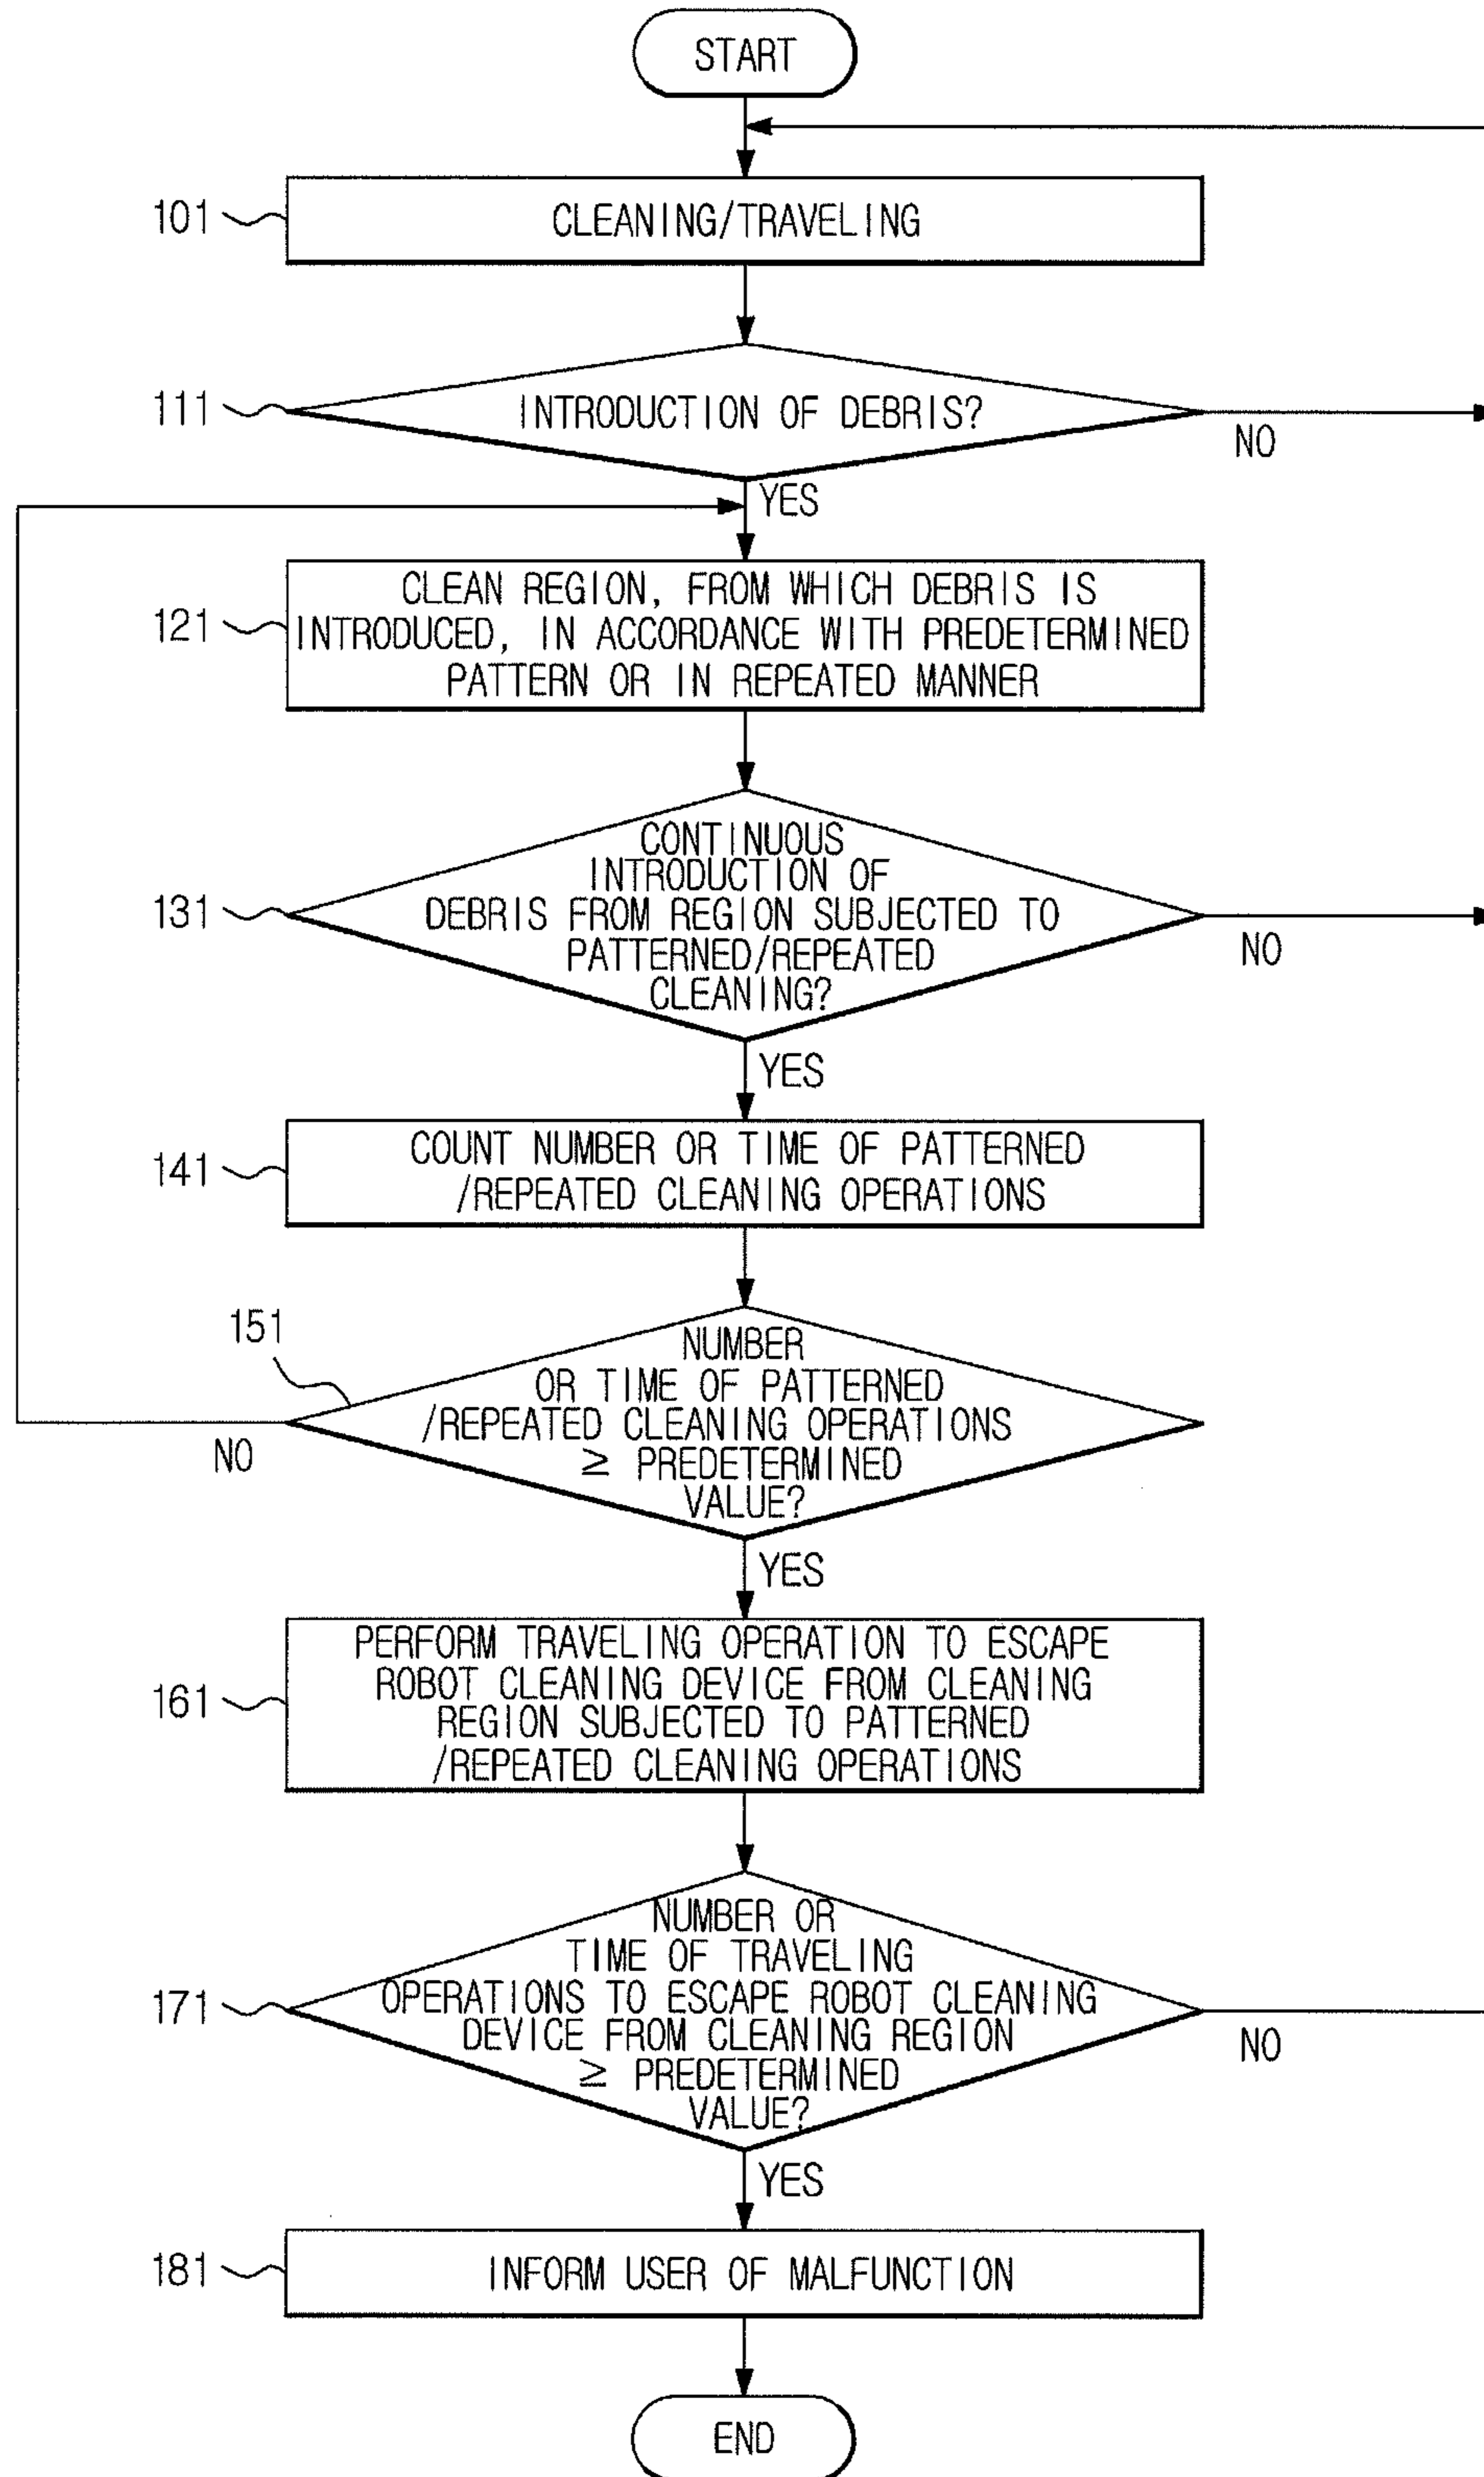 START
101
CLEANING/TRAVELING
111
INTRODUCTION OF DEBRIS?
NO
YES
121
CLEAN REGION, FROM WHICH DEBRIS IS
INTRODUCED, IN ACCORDANCE WITH PREDETERMINED
PATTERN OR IN REPEATED MANNER
131
CONTINUOUS
INTRODUCTION OF
DEBRIS FROM REGION SUBJECTED TO
PATTERNED/REPEATED
CLEANING?
NO
YES
141
COUNT NUMBER OR TIME OF PATTERNED
/REPEATED CLEANING OPERATIONS
151
NUMBER
OR TIME OF PATTERNED
/REPEATED CLEANING OPERATIONS
≥ PREDETERMINED
VALUE?
NO
YES
161
PERFORM TRAVELING OPERATION TO ESCAPE
ROBOT CLEANING DEVICE FROM CLEANING
REGION SUBJECTED TO PATTERNED
/REPEATED CLEANING OPERATIONS
171
NUMBER OR
TIME OF TRAVELING
OPERATIONS TO ESCAPE ROBOT CLEANING
DEVICE FROM CLEANING REGION
≥ PREDETERMINED
VALUE?
NO
YES
181
INFORM USER OF MALFUNCTION
END